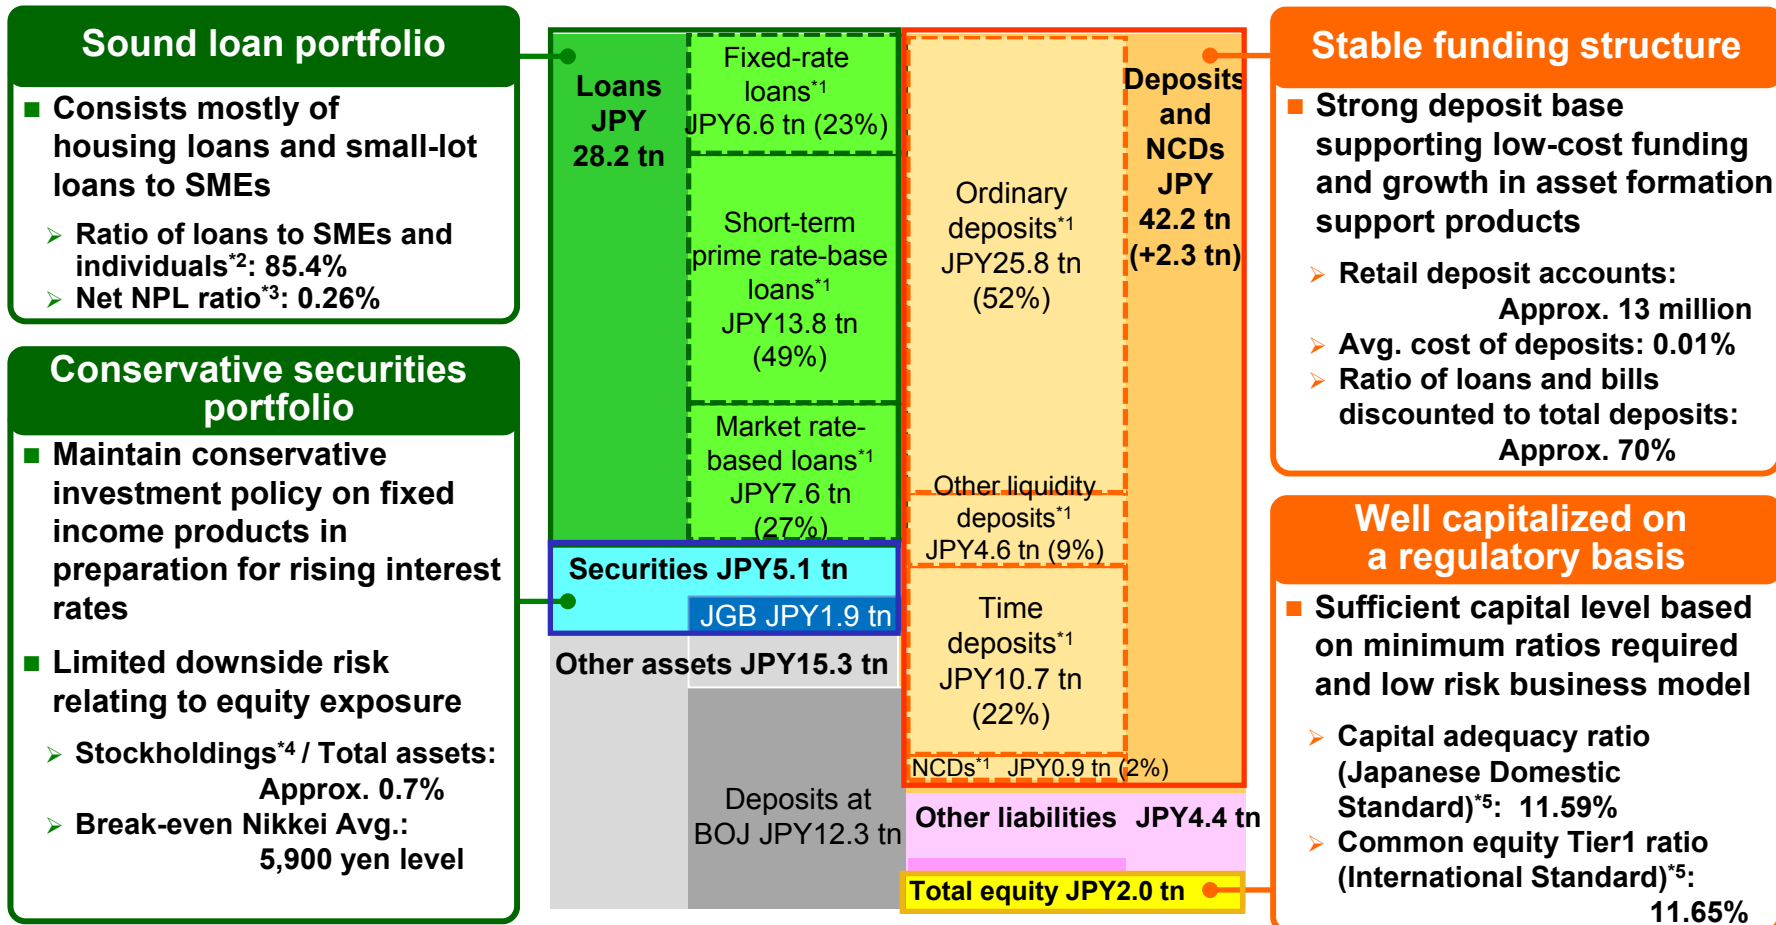 Sound loan portfolio
■ Consists mostly of
housing loans and small-lot
loans to SMEs
➢ Ratio of loans to SMEs and
individuals*2: 85.4%
➢ Net NPL ratio*3: 0.26%
Conservative securities
portfolio
■ Maintain conservative
investment policy on fixed
income products in
preparation for rising interest
rates
■ Limited downside risk
relating to equity exposure
➢ Stockholdings*4 / Total assets:
Approx. 0.7%
➢ Break-even Nikkei Avg.:
5,900 yen level
Loans
JPY
28.2 tn
Fixed-rate
loans*1
JPY6.6 tn (23%)
Short-term
prime rate-base
loans*1
JPY13.8 tn
(49%)
Market rate-
based loans*1
JPY7.6 tn
(27%)
Securities JPY5.1 tn
JGB JPY1.9 tn
Other assets JPY15.3 tn
Deposits at
BOJ JPY12.3 tn
Ordinary
deposits*1
JPY25.8 tn
(52%)
Other liquidity
deposits*1
JPY4.6 tn (9%)
Time
deposits*1
JPY10.7 tn
(22%)
NCDs*1 JPY0.9 tn (2%)
Deposits
and
NCDs
JPY
42.2 tn
(+2.3 tn)
Other liabilities JPY4.4 tn
Total equity JPY2.0 tn
Stable funding structure
■ Strong deposit base
supporting low-cost funding
and growth in asset formation
support products
➢ Retail deposit accounts:
Approx. 13 million
➢ Avg. cost of deposits: 0.01%
➢ Ratio of loans and bills
discounted to total deposits:
Approx. 70%
Well capitalized on
a regulatory basis
■ Sufficient capital level based
on minimum ratios required
and low risk business model
➢ Capital adequacy ratio
(Japanese Domestic
Standard)*5: 11.59%
➢ Common equity Tier1 ratio
(International Standard)*5:
11.65%